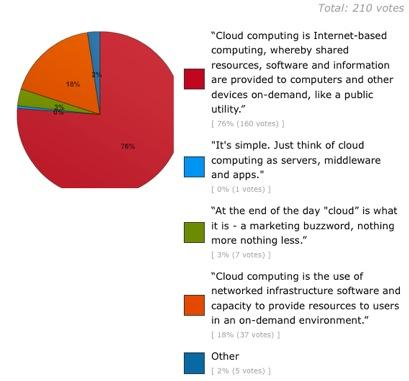 Total: 210 votes
"Cloud computing is Internet-based
computing, whereby shared
resources, software and information
are provided to computers and other
devices on-demand, like a public
utility."
[ 76% (160 votes) ]
"It's simple. Just think of cloud
computing as servers, middleware
and apps."
[ 0% (1 votes) ]
"At the end of the day "cloud" is what
it is - a marketing buzzword, nothing
more nothing less."
[ 3% (7 votes) ]
"Cloud computing is the use of
networked infrastructure software and
capacity to provide resources to users
in an on-demand environment."
[ 18% (37 votes) ]
Other
[ 2% (5 votes) ]
2%
18%
3%
0%
76%